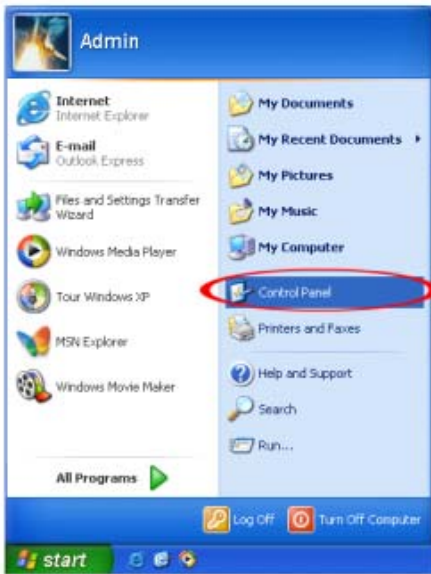 Admin
Internet
Internet Explorer
E-mail
Outlook Express
Files and Settings Transfer
Wizard
Windows Media Player
Tour Windows XP
MSN Explorer
Windows Movie Maker
All Programs
My Documents
My Recent Documents
My Pictures
My Music
My Computer
Control Panel
Printers and Faxes
Help and Support
Search
Run...
Log Off
Turn Off Computer
start